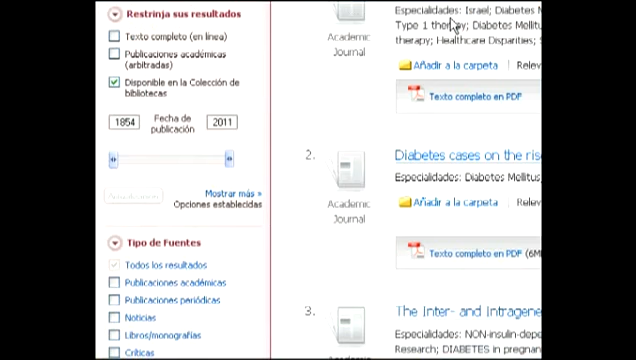 Restrinja sus resultados
Texto completo (en línea)
Publicaciones académicas
(arbitradas)
Disponible en la Colección de
bibliotecas
1854
Fecha de
publicación
2011
Mostrar más »
Opciones establecidas
Tipo de Fuentes
Todos los resultados
Publicaciones académicas
Publicaciones periódicas
Noticias
Libros/monografías
Críticas
Academic
Journal
Especialidades: Israel; Diabetes M
Type 1 therapy; Diabetes Mellitu
therapy; Healthcare Disparities; S
Añadir a la carpeta
Relev
Texto completo en PDF
2.
Academic
Journal
Diabetes cases on the ris
Especialidades: Diabetes Mellitus,
Añadir a la carpeta
Relev
Texto completo en PDF (6M
3.
The Inter- and Intragene
Especialidades: NON-insulin-depe
Research; DIABETES in pregnan